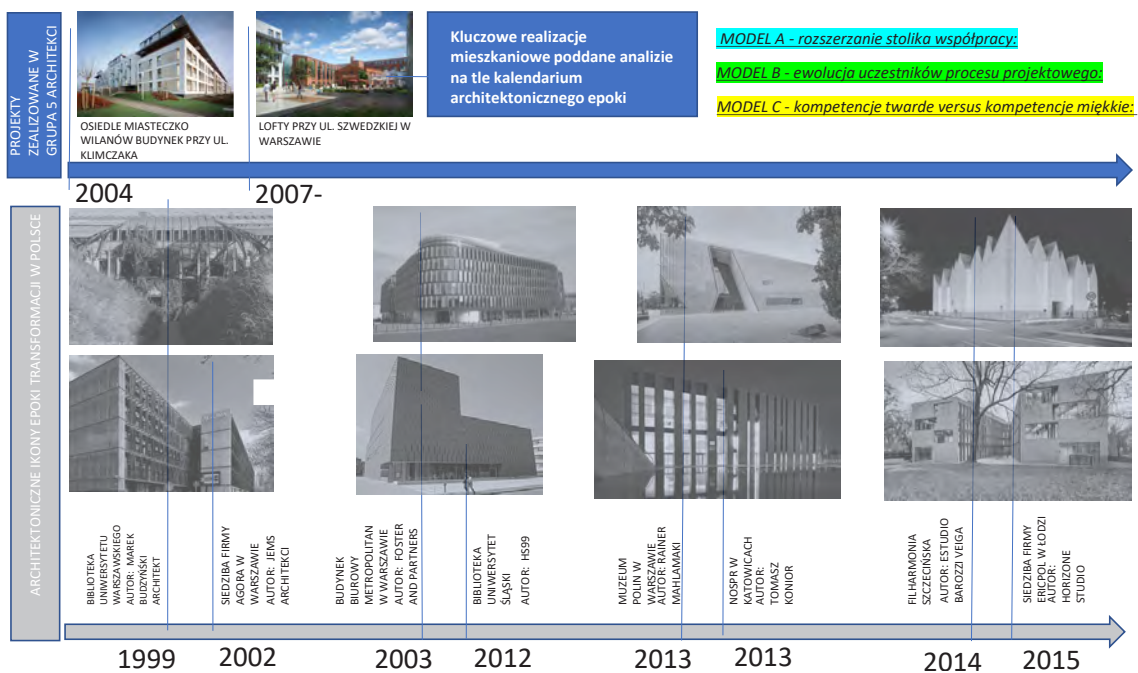 PROJEKTY
ZEALIZOWANE W
GRUPA 5 ARCHITEKCI
Kluczowe realizacje
mieszkaniowe poddane analizie
na tle kalendarium
architektonicznego epoki
MODEL A - rozszerzanie stolika współpracy:
MODEL B - ewolucja uczestników procesu projektowego:
MODEL C - kompetencje twarde versus kompetencje miękkie:
OSIEDLE MIASTECZKO
WILANÓW BUDYNEK PRZY UL.
KLIMCZAKA
LOFTY PRZY UL. SZWEDZKIEJ W
WARSZAWIE
2004
2007-
ARCHITEKTONICZNE IKONY EPOKI TRANSFORMACJI W POLSCE
BIBLIOTEKA
UNIWERSYTETU
WARSZAWSKIEGO
AUTOR: MAREK
BUDZYŃSKI
ARCHITEKT
SIEDZIBA FIRMY
AGORA W
WARSZAWIE
AUTOR: JEMS
ARCHITEKCI
BUDYNEK
BIUROWY
METROPOLITAN
W WARSZAWIE
AUTOR: FOSTER
AND PARTNERS
BIBLIOTEKA
UNIWERSYTET
ŚLĄSKI
AUTOR: HS99
MUZEUM
POLIN W
WARSZAWIE
AUTOR: RAINER
MAHLAMAKI
NOSPR W
KATOWICACH
AUTOR:
TOMASZ
KONIOR
FILHARMONIA
SZCZECIŃSKA
AUTOR: ESTUDIO
BAROZZI VEIGA
SIEDZIBA FIRMY
ERICPOL W ŁODZI
AUTOR:
HORIZONE
STUDIO
1999
2002
2003
2012
2013
2013
2014
2015